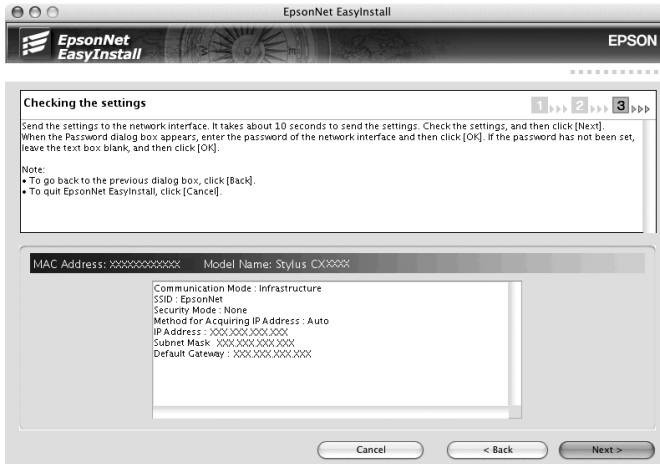 EpsonNet EasyInstall
EpsonNet
EasyInstall
EPSON
Checking the settings
1 2 3
Send the settings to the network interface. It takes about 10 seconds to send the settings. Check the settings, and then click [Next].
When the Password dialog box appears, enter the password of the network interface and then click [OK]. If the password has not been set,
leave the text box blank, and then click [OK].
Note:
• To go back to the previous dialog box, click [Back].
• To quit EpsonNet EasyInstall, click [Cancel].
MAC Address: XXXXXXXXXXXX Model Name: Stylus CXXXXX
Communication Mode : Infrastructure
SSID : EpsonNet
Security Mode : None
Method for Acquiring IP Address : Auto
IP Address : XXX.XXX.XXX.XXX
Subnet Mask XXX.XXX.XXX.XXX
Default Gateway : XXX.XXX.XXX.XXX
Cancel
< Back
Next >